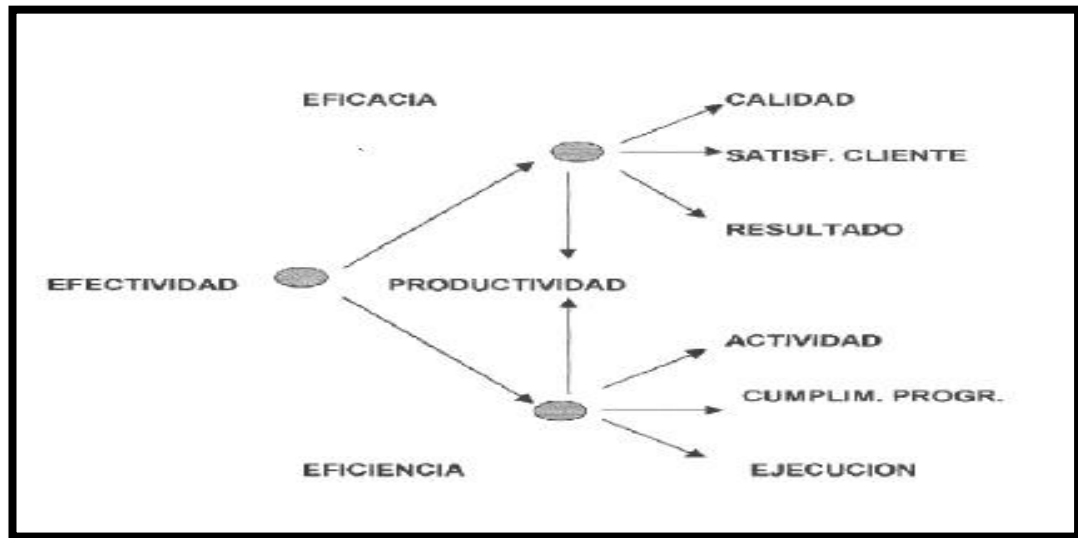 EFICACIA
CALIDAD
SATISF. CLIENTE
RESULTADO
EFECTIVIDAD
PRODUCTIVIDAD
ACTIVIDAD
CUMPLIM. PROGR.
EFICIENCIA
EJECUCION